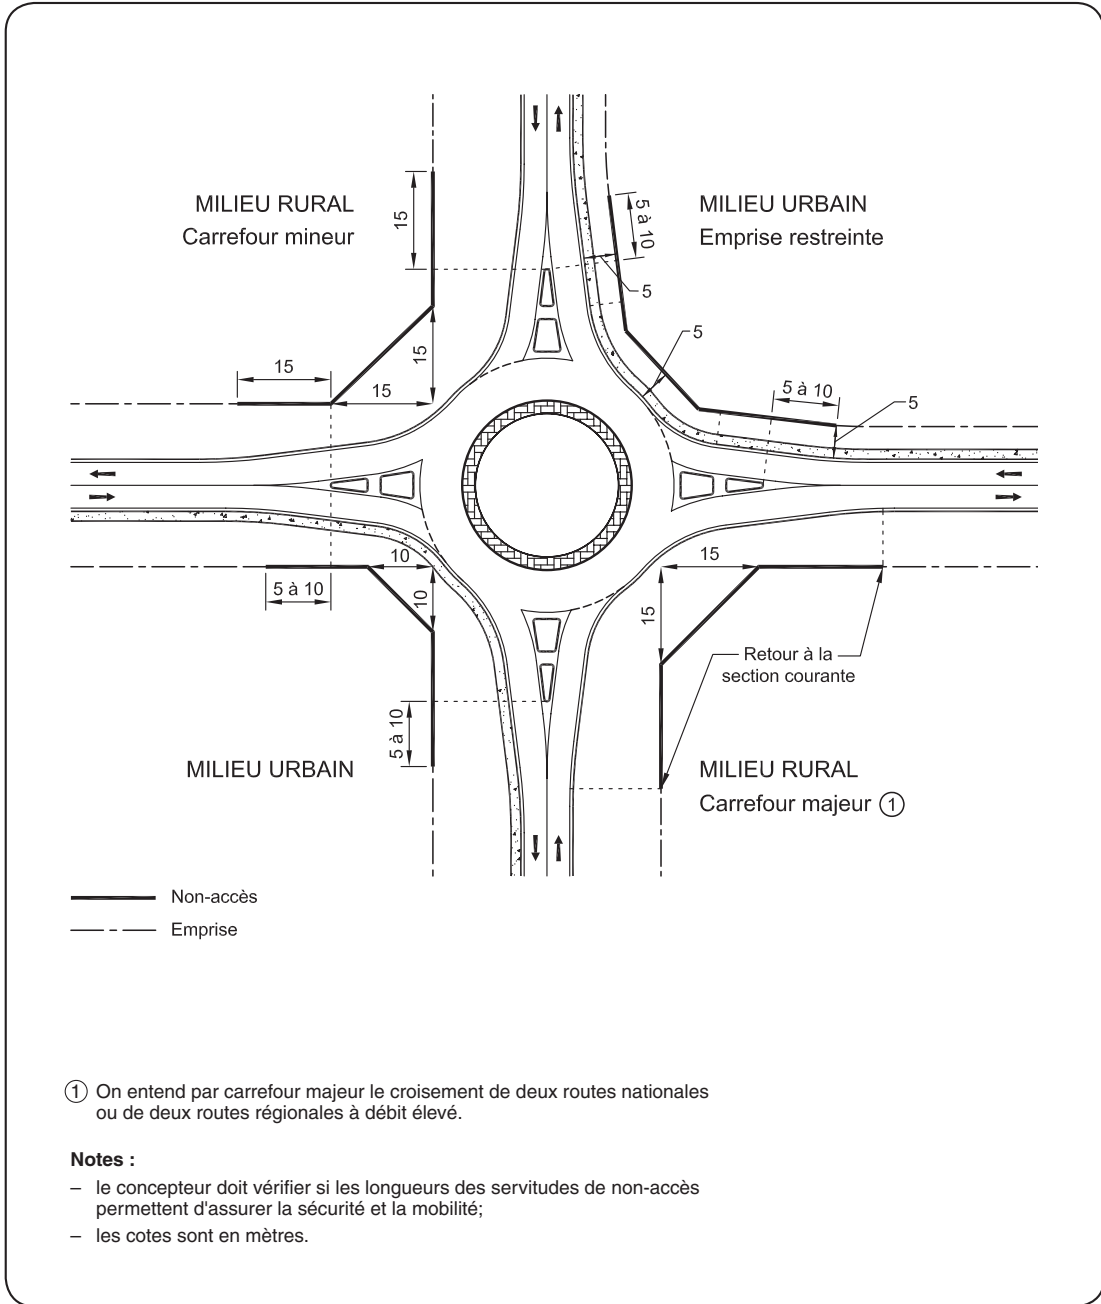 MILIEU RURAL
Carrefour mineur
15
15
15
15
MILIEU URBAIN
Emprise restreinte
5 à 10
5
5
5 à 10
5
10
5 à 10
10
5 à 10
MILIEU URBAIN
15
15
Retour à la
section courante
MILIEU RURAL
Carrefour majeur ①
Non-accès
Emprise
① On entend par carrefour majeur le croisement de deux routes nationales
ou de deux routes régionales à débit élevé.
Notes :
– le concepteur doit vérifier si les longueurs des servitudes de non-accès
permettent d'assurer la sécurité et la mobilité;
– les cotes sont en mètres.